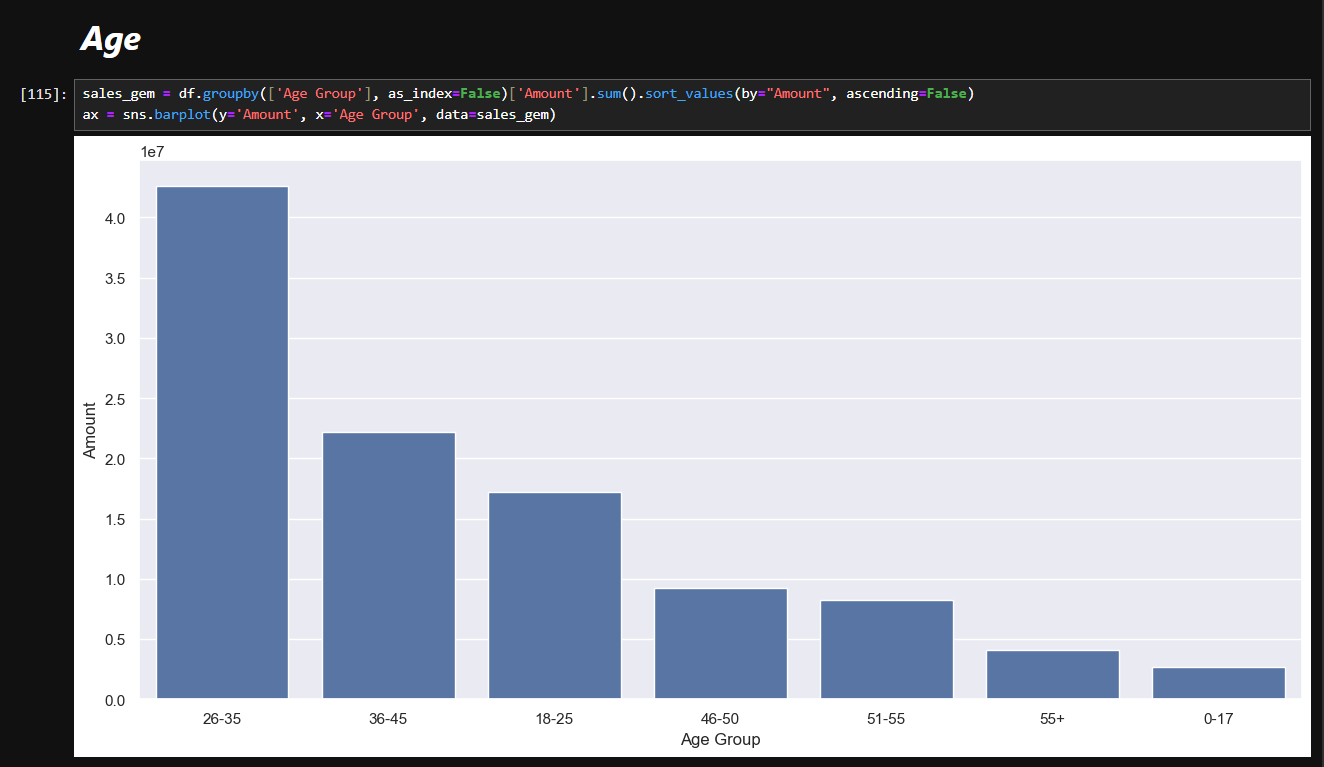 Age
[115]: sales_gem = df.groupby(['Age Group'], as_index=False)['Amount'].sum().sort_values(by="Amount", ascending=False)
ax = sns.barplot(y='Amount', x='Age Group', data=sales_gem)
1e7
4.0
3.5
3.0
2.5
2.0
1.5
1.0
0.5
0.0
Amount
26-35 36-45 18-25 46-50 51-55 55+ 0-17
Age Group